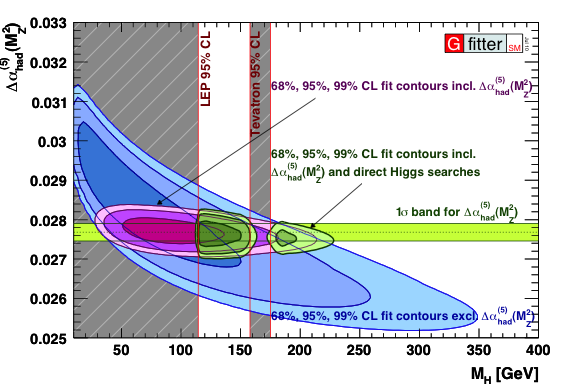 0.033
0.032
0.031
0.03
0.029
0.028
0.027
0.026
0.025
Δα(5)had(M2Z)
LEP 95% CL
Tevatron 95% CL
G fitter SM
68%, 95%, 99% CL fit contours incl. Δα(5)had(M2Z)
68%, 95%, 99% CL fit contours incl.
Δα(5)had(M2Z) and direct Higgs searches
1σ band for Δα(5)had(M2Z)
68%, 95%, 99% CL fit contours excl. Δα(5)had(M2Z)
50 100 150 200 250 300 350 400
MH [GeV]